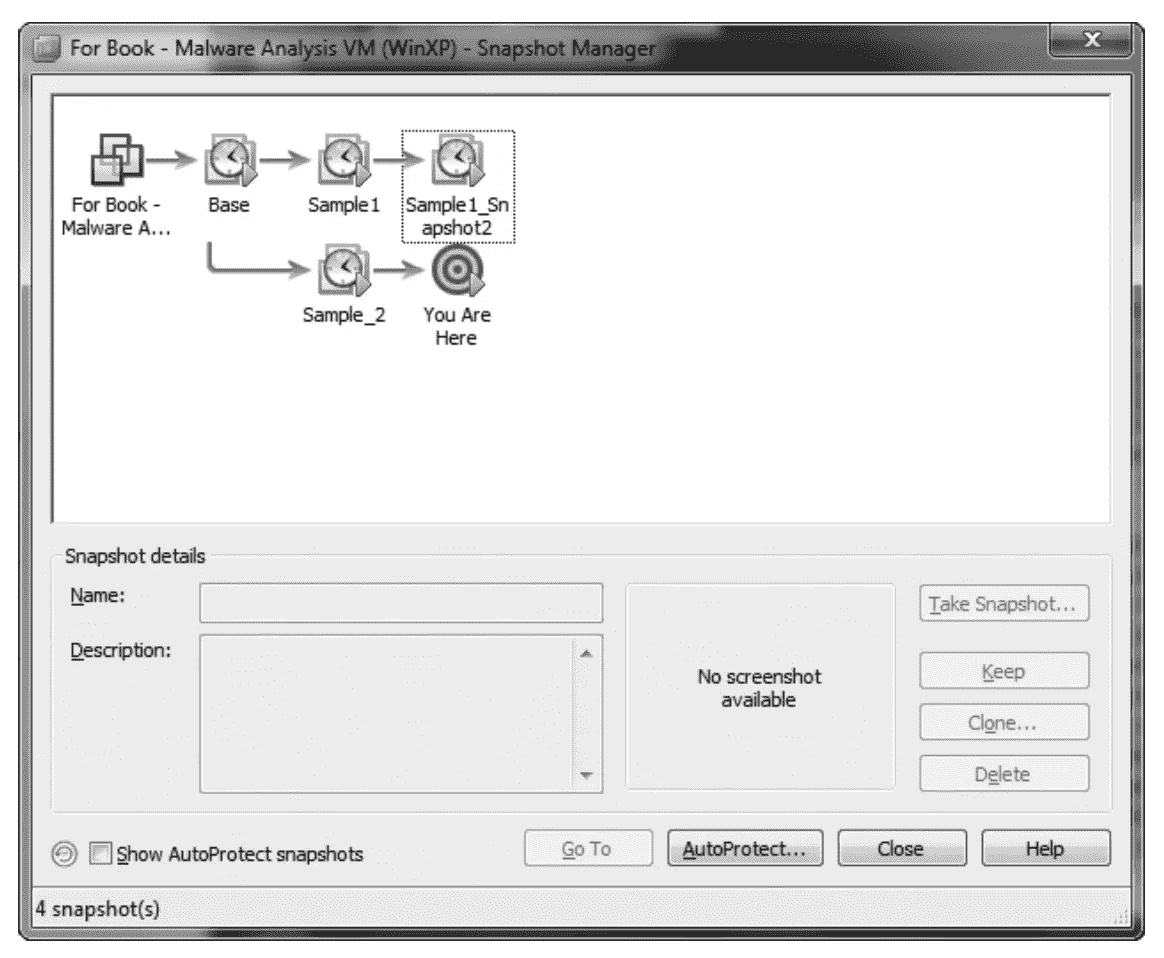 For Book - Malware Analysis VM (WinXP) - Snapshot Manager
For Book -
Malware A...
Base
Sample1
Sample1_Sn
apshot2
Sample_2
You Are
Here
Snapshot details
Name:
Description:
No screenshot
available
Take Snapshot...
Keep
Clone...
Delete
Show AutoProtect snapshots
Go To
AutoProtect...
Close
Help
4 snapshot(s)